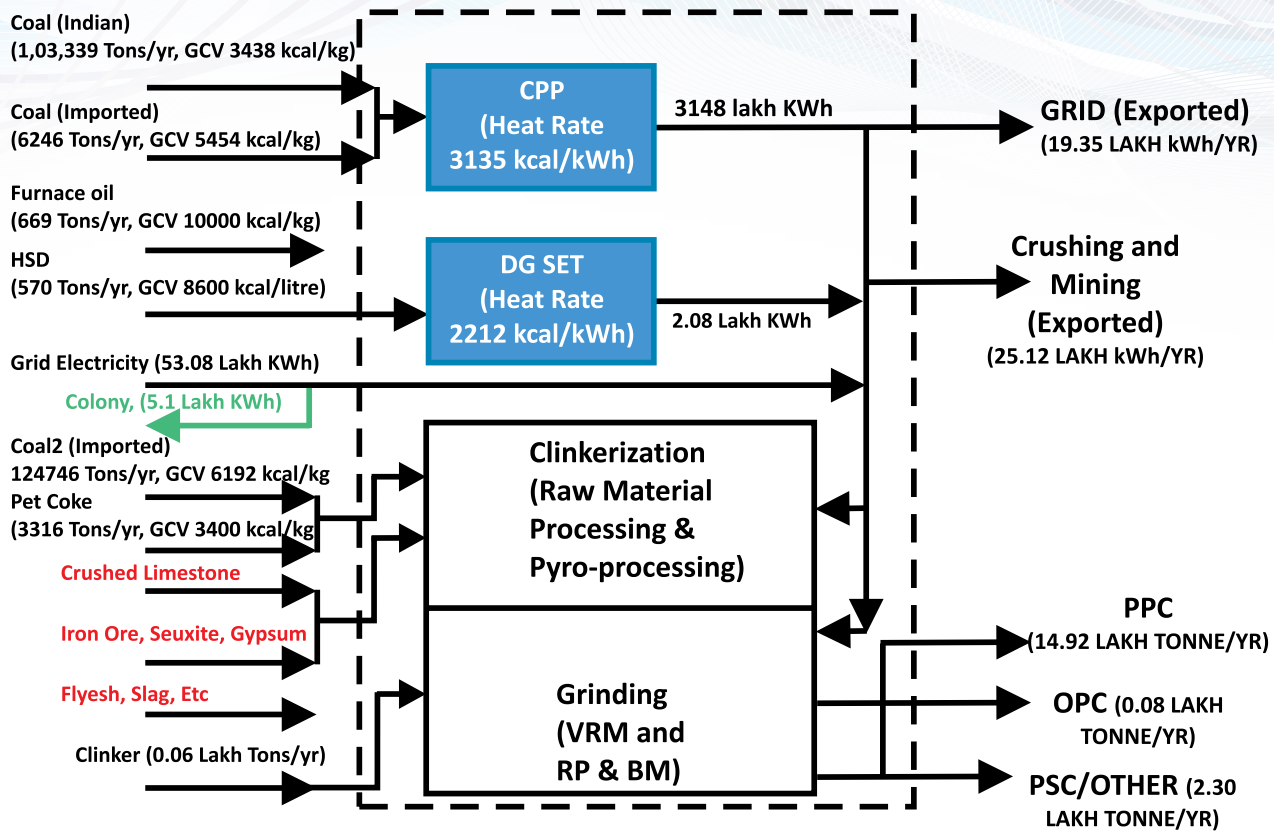 Coal (Indian)
(1,03,339 Tons/yr, GCV 3438 kcal/kg)
Coal (Imported)
(6246 Tons/yr, GCV 5454 kcal/kg)
Furnace oil
(669 Tons/yr, GCV 10000 kcal/kg)
HSD
(570 Tons/yr, GCV 8600 kcal/litre)
Grid Electricity (53.08 Lakh KWh)
Colony, (5.1 Lakh KWh)
Coal2 (Imported)
124746 Tons/yr, GCV 6192 kcal/kg
Pet Coke
(3316 Tons/yr, GCV 3400 kcal/kg
Crushed Limestone
Iron Ore, Seuxite, Gypsum
Flyesh, Slag, Etc
Clinker (0.06 Lakh Tons/yr)
CPP
(Heat Rate
3135 kcal/kWh)
3148 lakh KWh
DG SET
(Heat Rate
2212 kcal/kWh)
2.08 Lakh KWh
Clinkerization
(Raw Material
Processing &
Pyro-processing)
Grinding
(VRM and
RP & BM)
GRID (Exported)
(19.35 LAKH kWh/YR)
Crushing and
Mining
(Exported)
(25.12 LAKH kWh/YR)
PPC
(14.92 LAKH TONNE/YR)
OPC (0.08 LAKH
TONNE/YR)
PSC/OTHER (2.30
LAKH TONNE/YR)